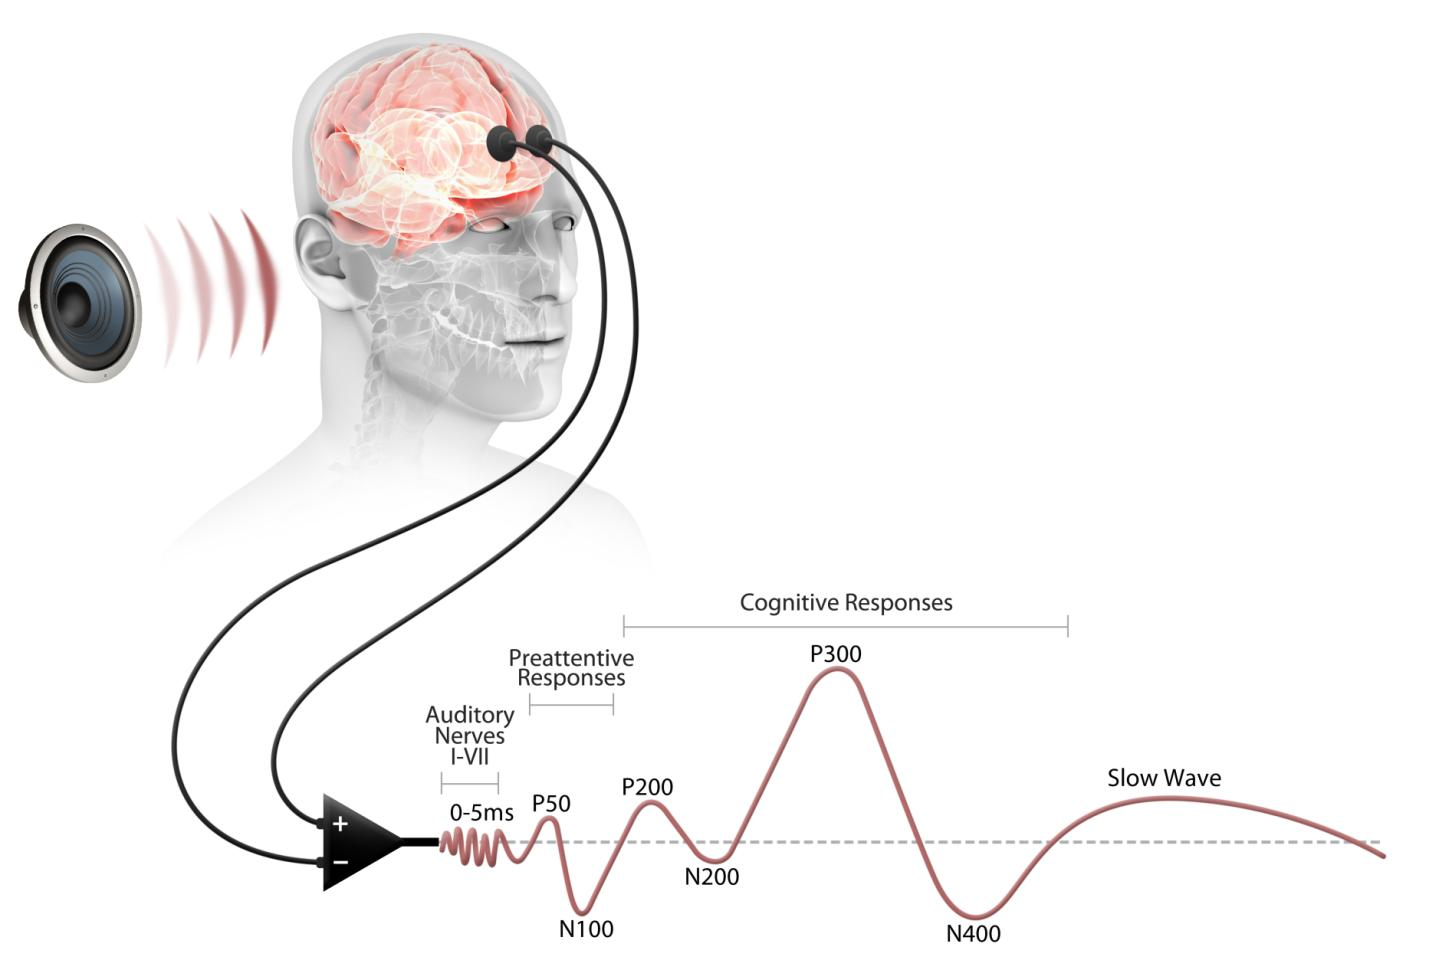 Cognitive Responses
P300
Preattentive
Responses
Auditory
Nerves
I-VII
0-5ms
P50
P200
Slow Wave
+
−
N200
N100
N400